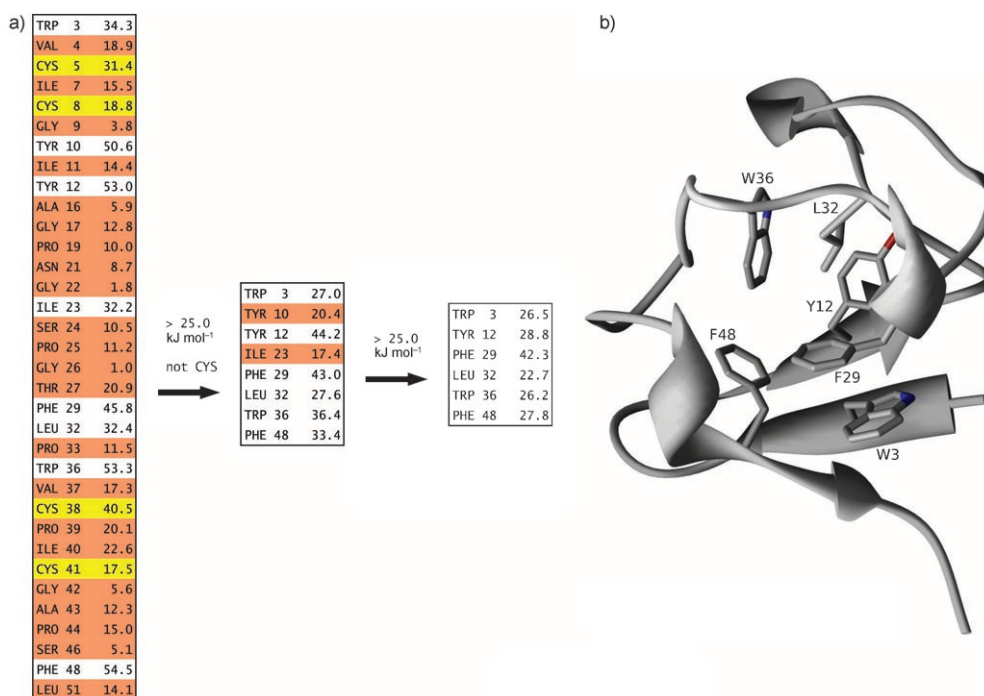 a)
TRP 3 34.3
VAL 4 18.9
CYS 5 31.4
ILE 7 15.5
CYS 8 18.8
GLY 9 3.8
TYR 10 50.6
ILE 11 14.4
TYR 12 53.0
ALA 16 5.9
GLY 17 12.8
PRO 19 10.0
ASN 21 8.7
GLY 22 1.8
ILE 23 32.2
SER 24 10.5
PRO 25 11.2
GLY 26 1.0
THR 27 20.9
PHE 29 45.8
LEU 32 32.4
PRO 33 11.5
TRP 36 53.3
VAL 37 17.3
CYS 38 40.5
PRO 39 20.1
ILE 40 22.6
CYS 41 17.5
GLY 42 5.6
ALA 43 12.3
PRO 44 15.0
SER 46 5.1
PHE 48 54.5
LEU 51 14.1
> 25.0
kJ mol⁻¹
not CYS
TRP 3 27.0
TYR 10 20.4
TYR 12 44.2
ILE 23 17.4
PHE 29 43.0
LEU 32 27.6
TRP 36 36.4
PHE 48 33.4
> 25.0
kJ mol⁻¹
TRP 3 26.5
TYR 12 28.8
PHE 29 42.3
LEU 32 22.7
TRP 36 26.2
PHE 48 27.8
b)
W36
L32
Y12
F48
F29
W3